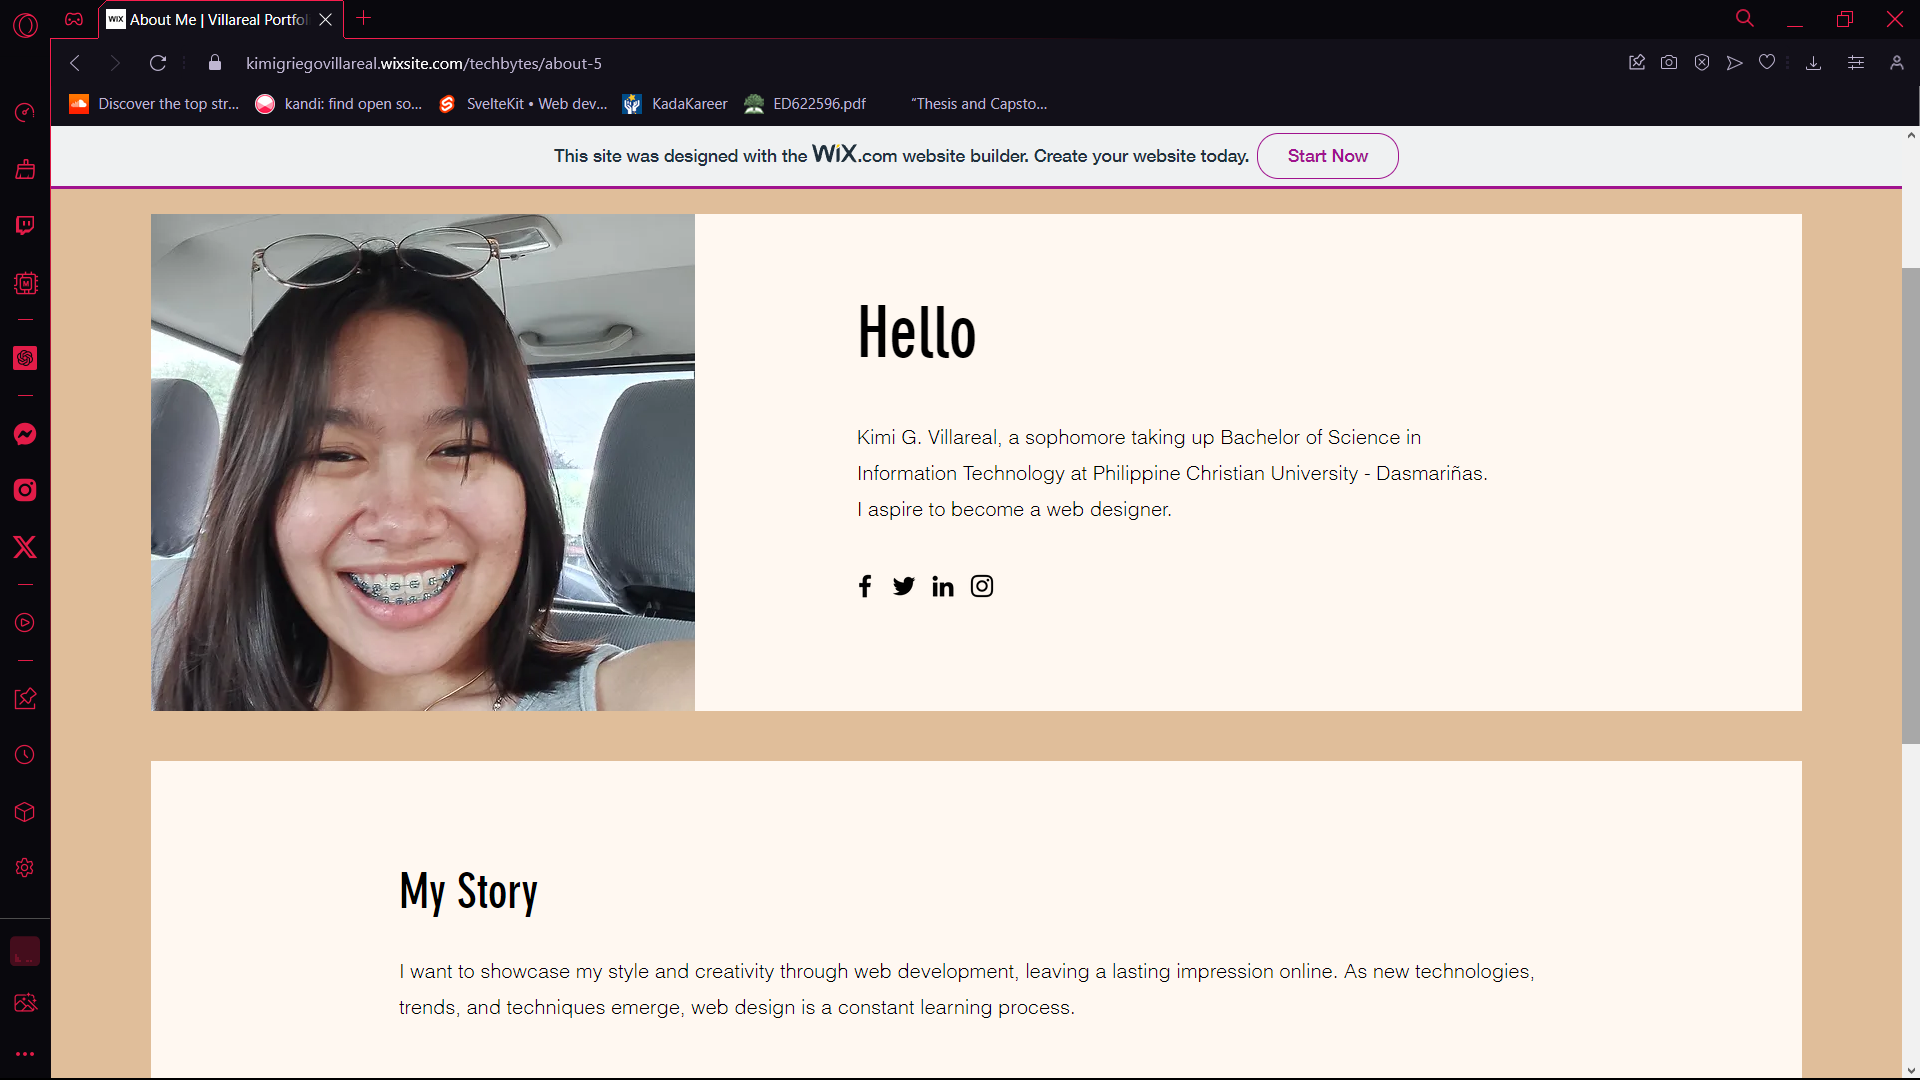 WiX About Me | Villareal Portfol
kimigriegovillareal.wixsite.com/techbytes/about-5
Discover the top str... kandi: find open so... SvelteKit • Web dev... KadaKareer ED622596.pdf “Thesis and Capsto...
This site was designed with the WiX.com website builder. Create your website today. Start Now
Hello
Kimi G. Villareal, a sophomore taking up Bachelor of Science in
Information Technology at Philippine Christian University - Dasmariñas.
I aspire to become a web designer.
My Story
I want to showcase my style and creativity through web development, leaving a lasting impression online. As new technologies,
trends, and techniques emerge, web design is a constant learning process.